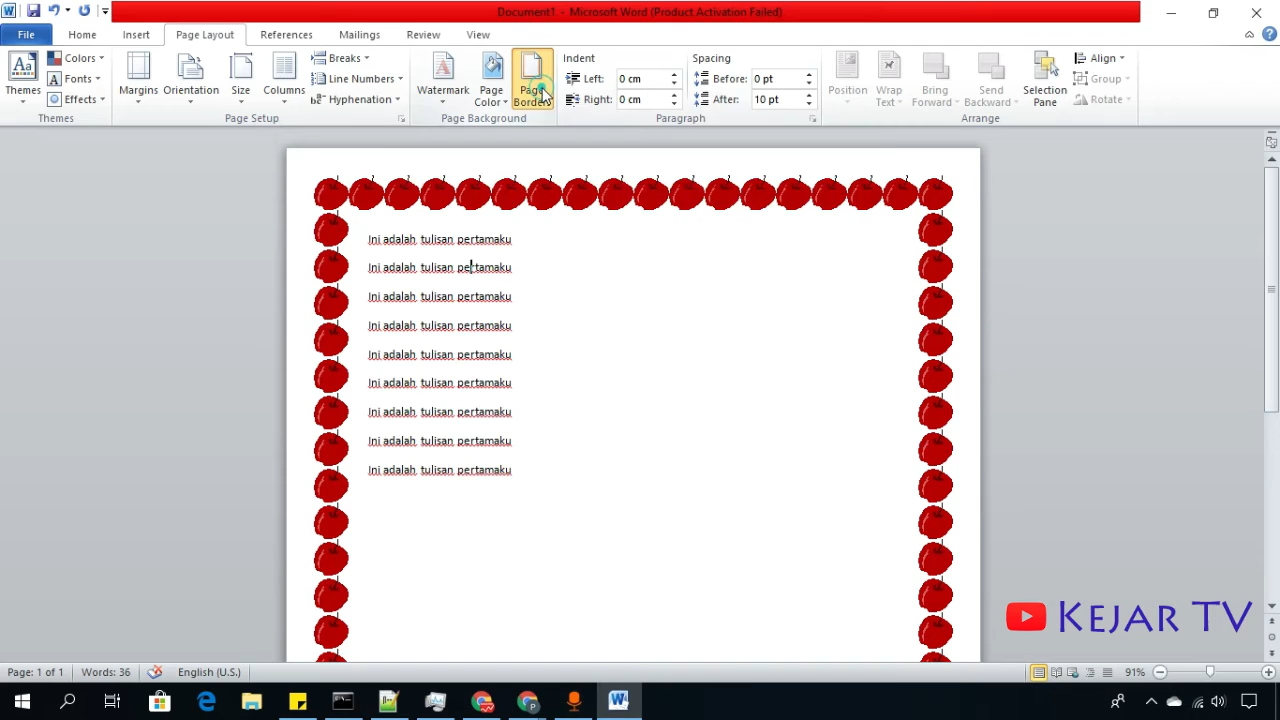 Document1 - Microsoft Word (Product Activation Failed)
File Home Insert Page Layout References Mailings Review View
Themes
Colors
Fonts
Effects
Themes
Margins
Orientation
Size
Columns
Breaks
Line Numbers
Hyphenation
Page Setup
Watermark
Page Color
Page Borders
Page Background
Indent
Left: 0 cm
Right: 0 cm
Spacing
Before: 0 pt
After: 10 pt
Paragraph
Position
Wrap Text
Bring Forward
Send Backward
Selection Pane
Align
Group
Rotate
Arrange
Ini adalah tulisan pertamaku
Ini adalah tulisan pertamaku
Ini adalah tulisan pertamaku
Ini adalah tulisan pertamaku
Ini adalah tulisan pertamaku
Ini adalah tulisan pertamaku
Ini adalah tulisan pertamaku
Ini adalah tulisan pertamaku
Ini adalah tulisan pertamaku
Kejar TV
Page: 1 of 1 Words: 36 English (U.S.) 91%